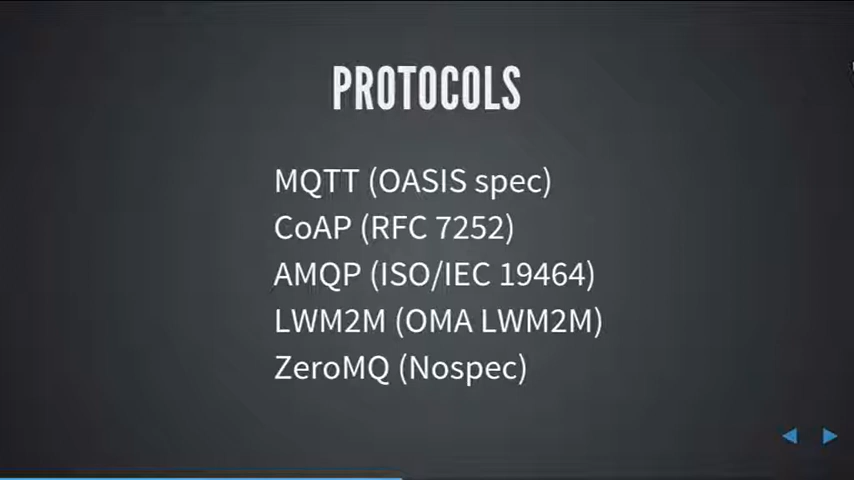 PROTOCOLS
MQTT (OASIS spec)
CoAP (RFC 7252)
AMQP (ISO/IEC 19464)
LWM2M (OMA LWM2M)
ZeroMQ (Nospec)